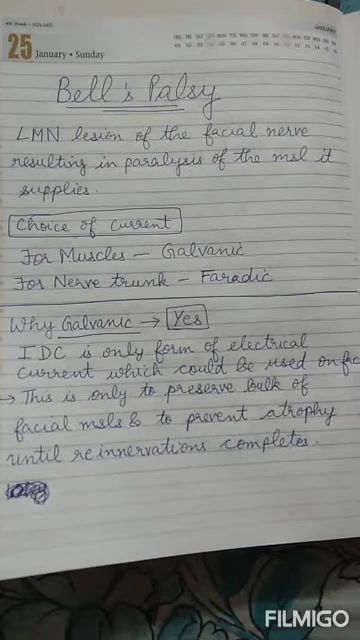 25
January • Sunday
JANUARY
Bell's Palsy
LMN lesion of the facial nerve
resulting in paralysis of the msl it
supplies.
Choice of current
For Muscles — Galvanic
For Nerve trunk — Faradic
Why Galvanic → Yes
IDC is only form of electrical
current which could be used on fac
→ This is only to preserve bulk of
facial msls & to prevent atrophy
until reinnervations completes.
FILMIGO